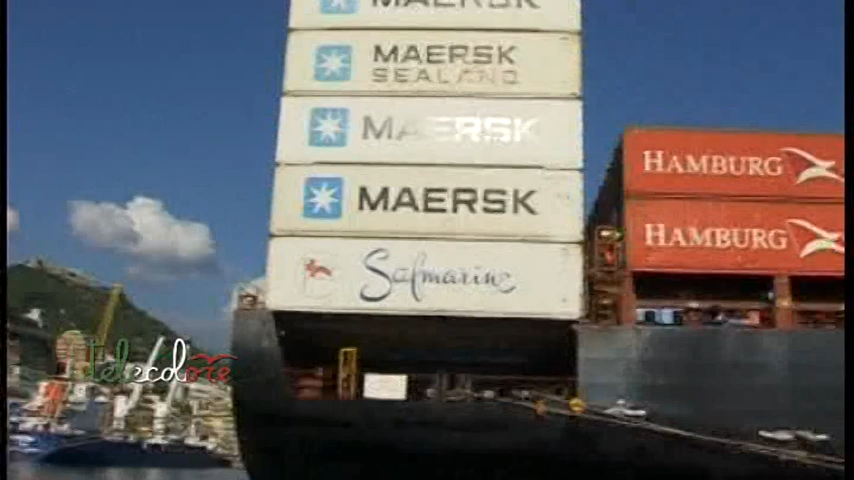 MAERSK
MAERSK
SEALAND
MAERSK
MAERSK
Safmarine
HAMBURG
HAMBURG
telecolore